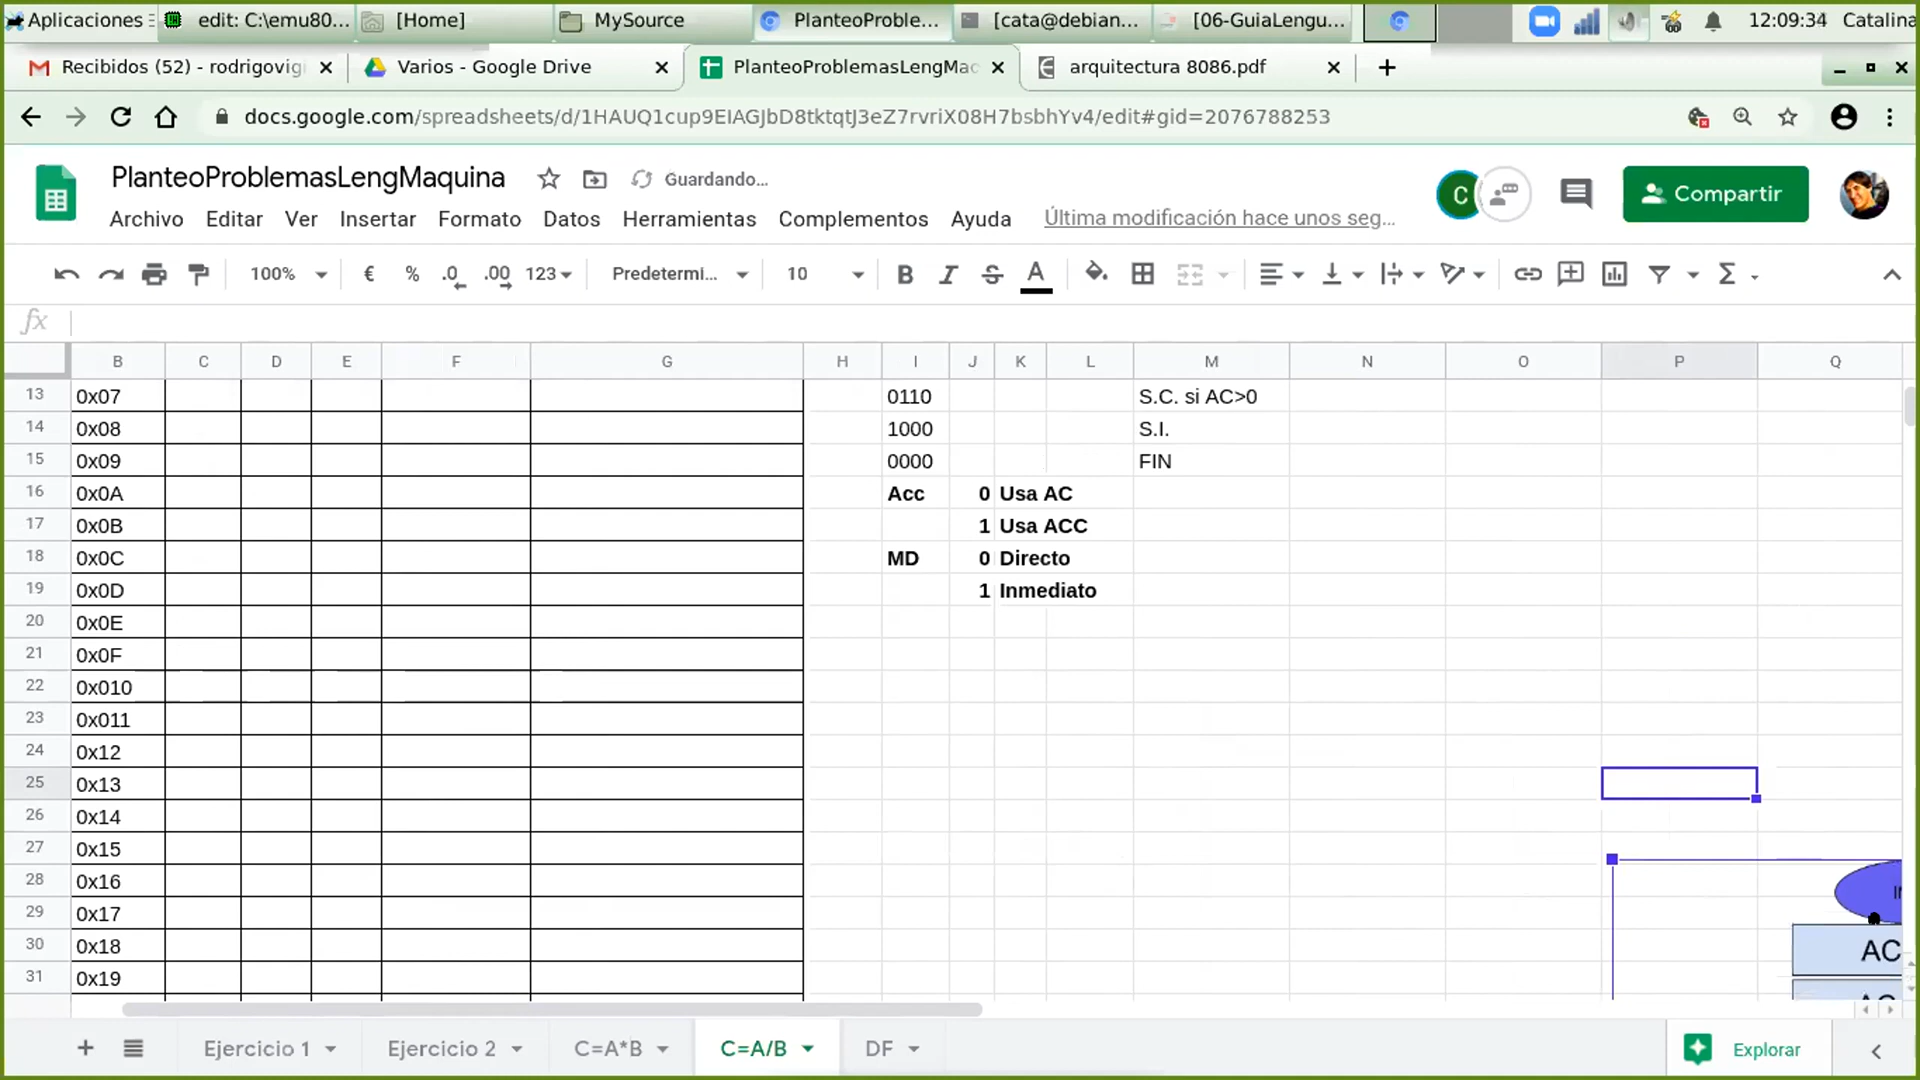 Aplicaciones
edit: C:\emu80...
[Home]
MySource
PlanteoProble...
[cata@debian...
[06-GuiaLengu...
12:09:34
Catalina
Recibidos (52) - rodrigovig
Varios - Google Drive
PlanteoProblemasLengMac
arquitectura 8086.pdf
docs.google.com/spreadsheets/d/1HAUQ1cup9EIAGJbD8tktqtJ3eZ7rvriX08H7bsbhYv4/edit#gid=2076788253
PlanteoProblemasLengMaquina
Guardando...
C
Compartir
Archivo Editar Ver Insertar Formato Datos Herramientas Complementos Ayuda
Última modificación hace unos seg...
100% € % .0 .00 123 Predetermi... 10 B I S A Σ
fx
B C D E F G H I J K L M N O P Q
13 0x07 0110 S.C. si AC>0
14 0x08 1000 S.I.
15 0x09 0000 FIN
16 0x0A Acc 0 Usa AC
17 0x0B 1 Usa ACC
18 0x0C MD 0 Directo
19 0x0D 1 Inmediato
20 0x0E
21 0x0F
22 0x010
23 0x011
24 0x12
25 0x13
26 0x14
27 0x15
28 0x16
29 0x17
30 0x18
31 0x19
AC
Ejercicio 1
Ejercicio 2
C=A*B
C=A/B
DF
Explorar